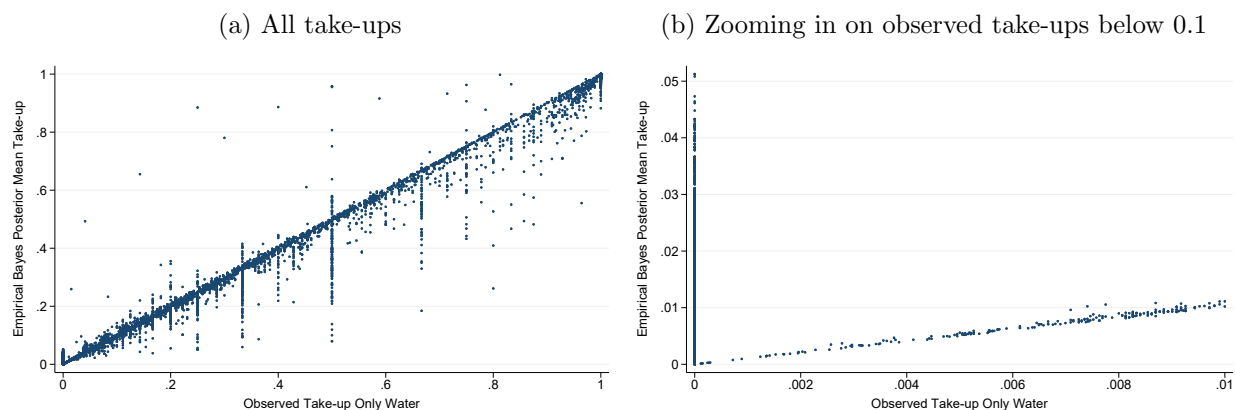 (a) All take-ups
(b) Zooming in on observed take-ups below 0.1
Empirical Bayes Posterior Mean Take-up
1
.8
.6
.4
.2
0
0 .2 .4 .6 .8 1
Observed Take-up Only Water
Empirical Bayes Posterior Mean Take-up
.05
.04
.03
.02
.01
0
0 .002 .004 .006 .008 .01
Observed Take-up Only Water